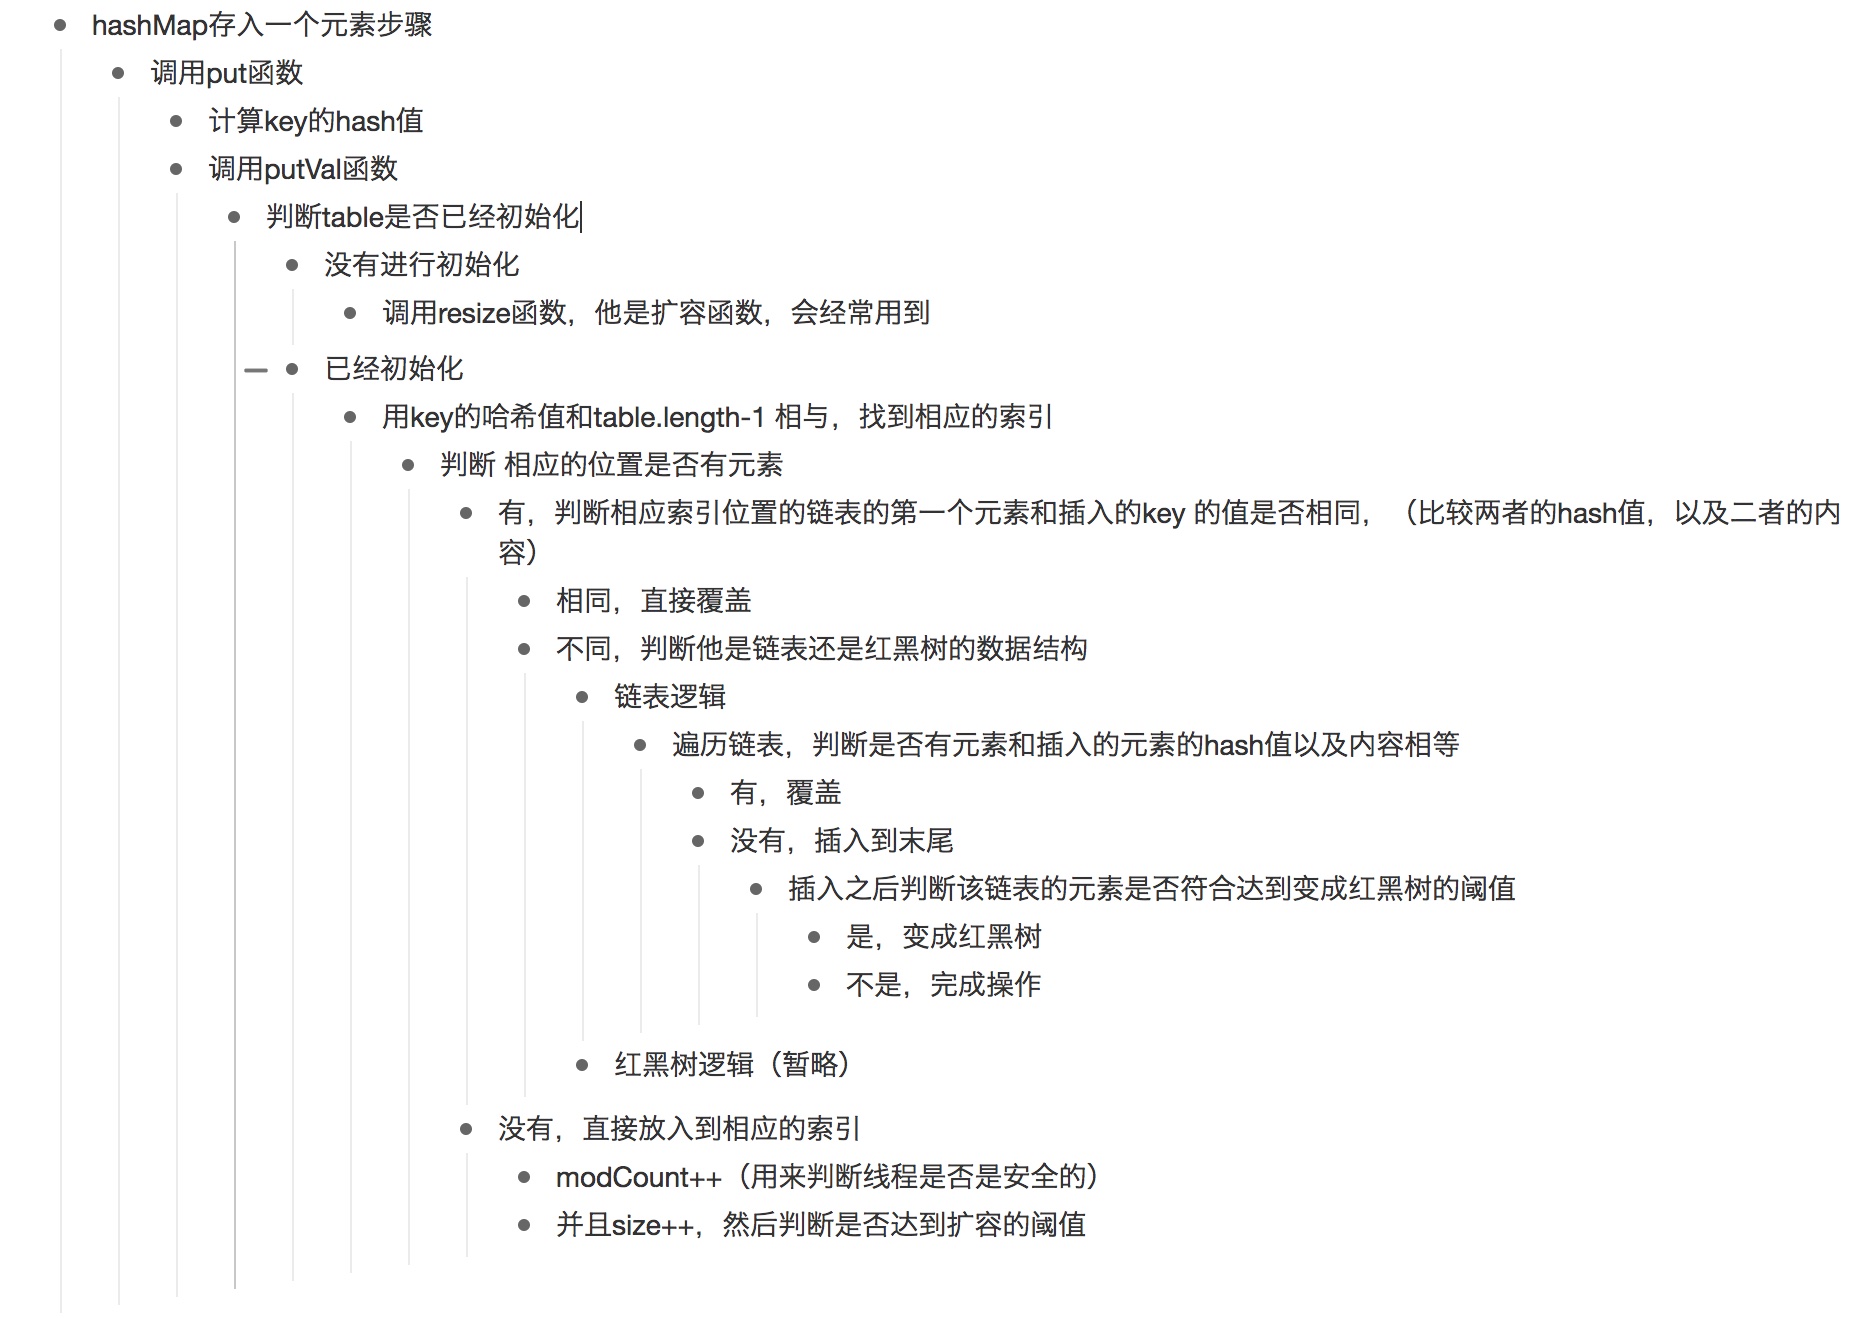 hashMap存入一个元素步骤
调用put函数
计算key的hash值
调用putVal函数
判断table是否已经初始化
没有进行初始化
调用resize函数，他是扩容函数，会经常用到
已经初始化
用key的哈希值和table.length-1 相与，找到相应的索引
判断 相应的位置是否有元素
有，判断相应索引位置的链表的第一个元素和插入的key 的值是否相同，（比较两者的hash值，以及二者的内
容）
相同，直接覆盖
不同，判断他是链表还是红黑树的数据结构
链表逻辑
遍历链表，判断是否有元素和插入的元素的hash值以及内容相等
有，覆盖
没有，插入到末尾
插入之后判断该链表的元素是否符合达到变成红黑树的阈值
是，变成红黑树
不是，完成操作
红黑树逻辑（暂略）
没有，直接放入到相应的索引
modCount++（用来判断线程是否是安全的）
并且size++，然后判断是否达到扩容的阈值